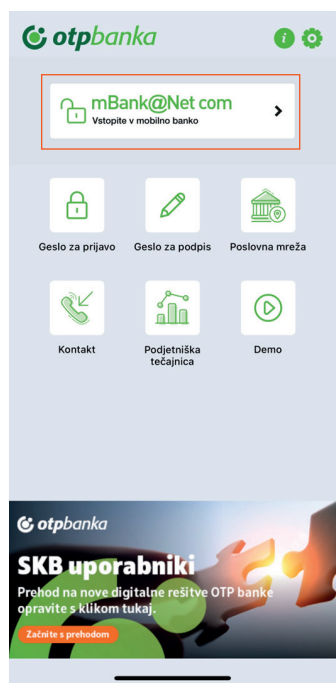 otpbanka
mBank@Net com
Vstopite v mobilno banko
Geslo za prijavo
Geslo za podpis
Poslovna mreža
Kontakt
Podjetniška
tečajnica
Demo
otpbanka
SKB uporabniki
Prehod na nove digitalne rešitve OTP banke
opravite s klikom tukaj.
Začnite s prehodom